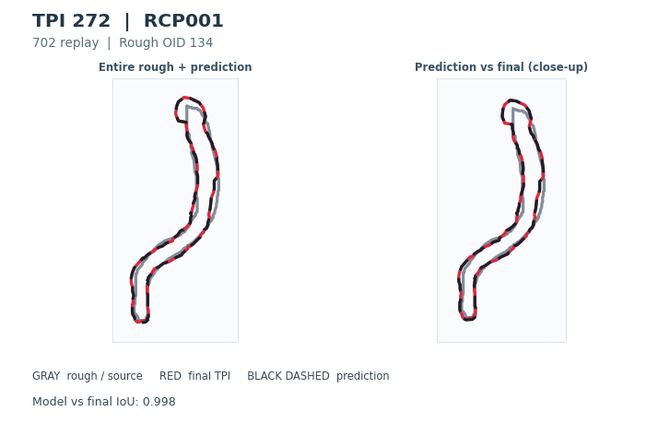 TPI 272 | RCP001
702 replay | Rough OID 134
Entire rough + prediction
Prediction vs final (close-up)
GRAY rough / source RED final TPI BLACK DASHED prediction
Model vs final IoU: 0.998